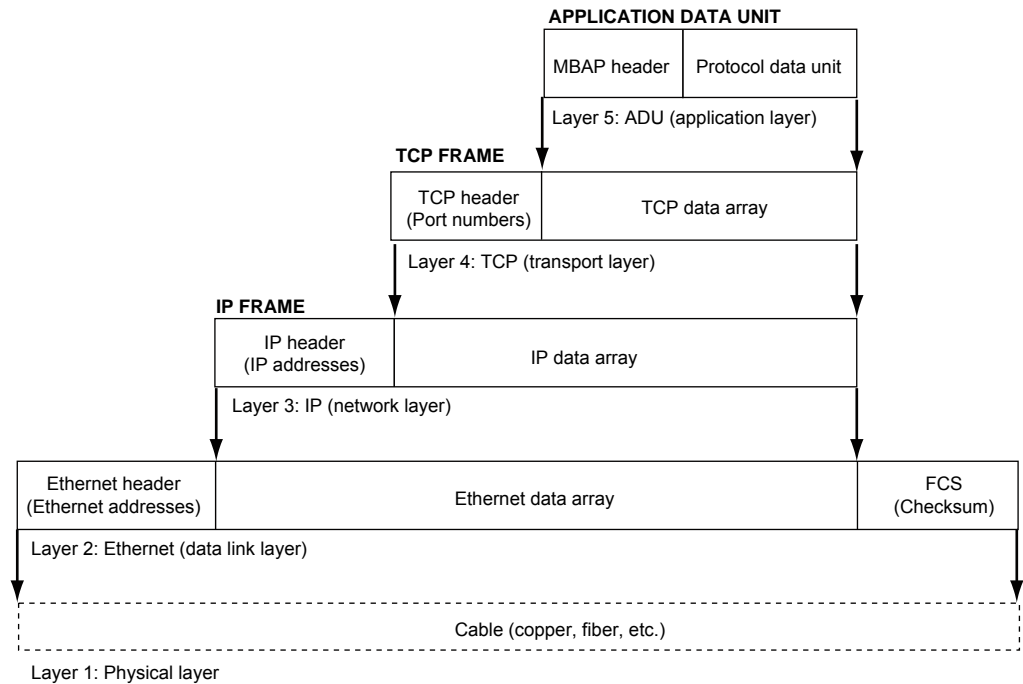 APPLICATION DATA UNIT
MBAP header
Protocol data unit
Layer 5: ADU (application layer)
TCP FRAME
TCP header
(Port numbers)
TCP data array
Layer 4: TCP (transport layer)
IP FRAME
IP header
(IP addresses)
IP data array
Layer 3: IP (network layer)
Ethernet header
(Ethernet addresses)
Ethernet data array
FCS
(Checksum)
Layer 2: Ethernet (data link layer)
Cable (copper, fiber, etc.)
Layer 1: Physical layer